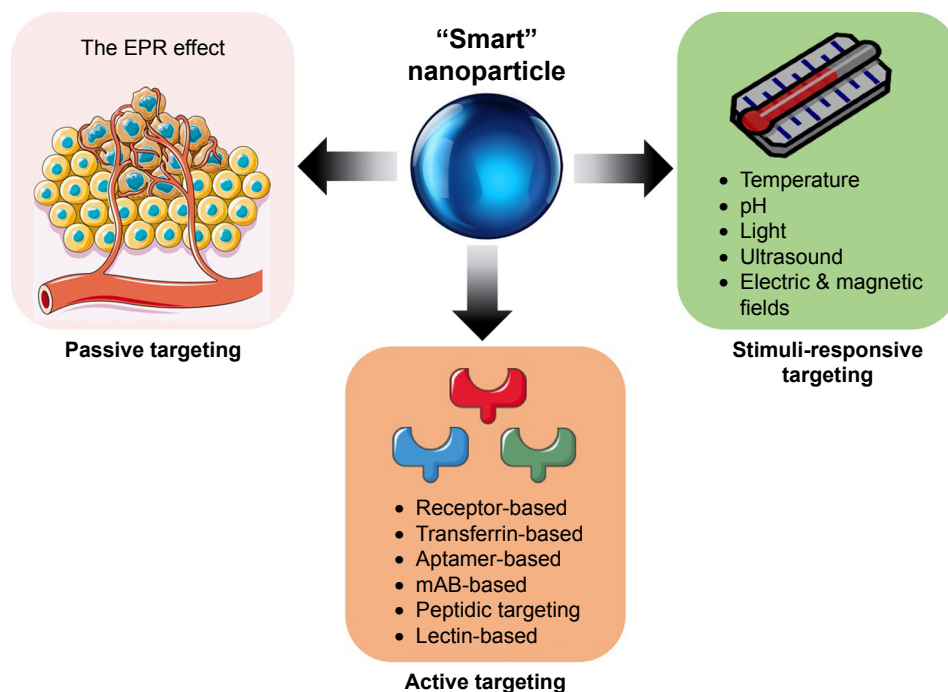 The EPR effect
Passive targeting
“Smart”
nanoparticle
• Temperature
• pH
• Light
• Ultrasound
• Electric & magnetic
fields
Stimuli-responsive
targeting
• Receptor-based
• Transferrin-based
• Aptamer-based
• mAB-based
• Peptidic targeting
• Lectin-based
Active targeting